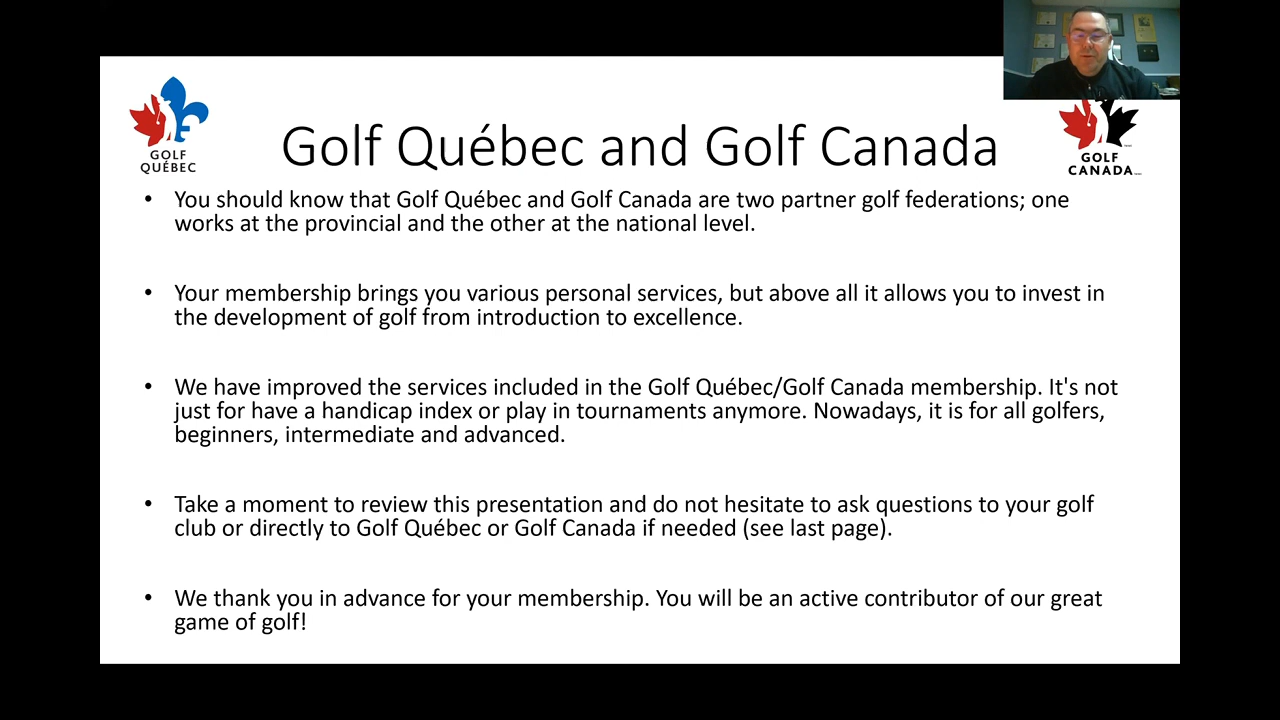 GOLF
QUÉBEC
Golf Québec and Golf Canada
GOLF
CANADA
• You should know that Golf Québec and Golf Canada are two partner golf federations; one
works at the provincial and the other at the national level.
• Your membership brings you various personal services, but above all it allows you to invest in
the development of golf from introduction to excellence.
• We have improved the services included in the Golf Québec/Golf Canada membership. It's not
just for have a handicap index or play in tournaments anymore. Nowadays, it is for all golfers,
beginners, intermediate and advanced.
• Take a moment to review this presentation and do not hesitate to ask questions to your golf
club or directly to Golf Québec or Golf Canada if needed (see last page).
• We thank you in advance for your membership. You will be an active contributor of our great
game of golf!